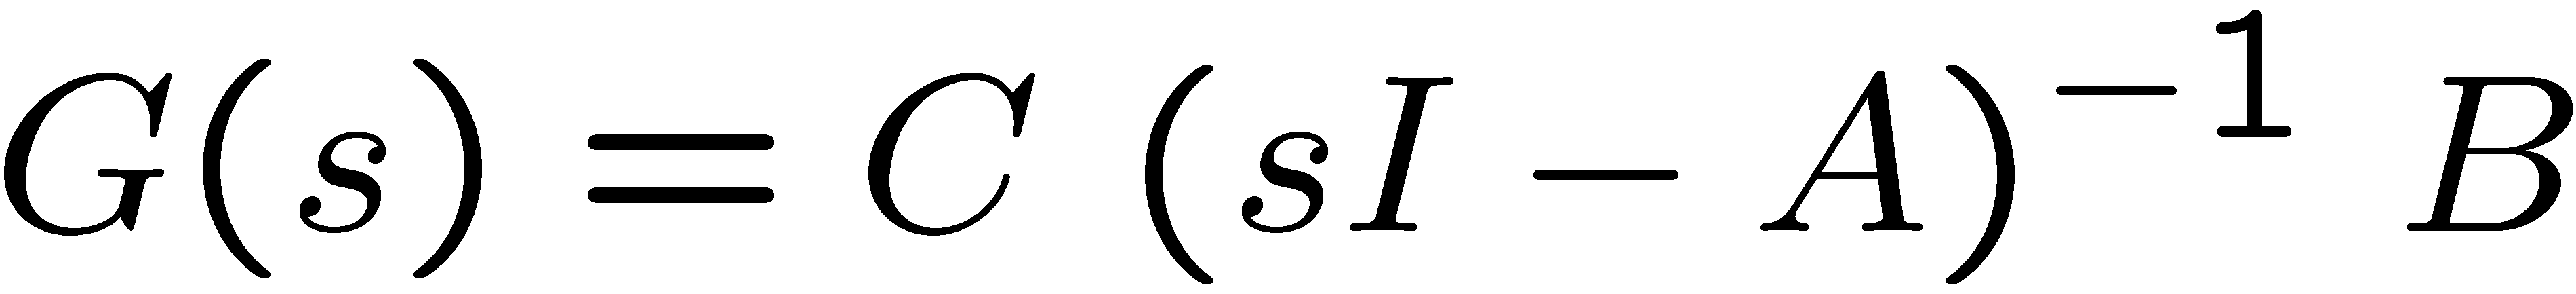 G(s) = C (sI − A)⁻¹ B